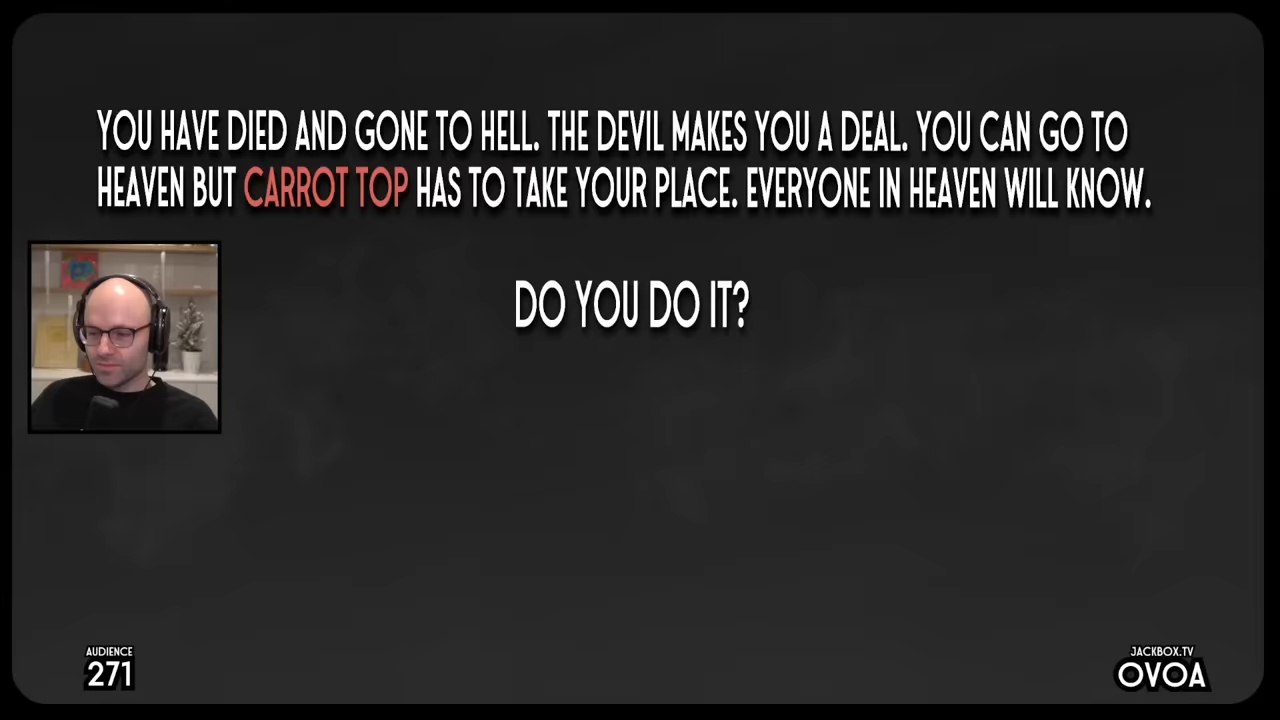 YOU HAVE DIED AND GONE TO HELL. THE DEVIL MAKES YOU A DEAL. YOU CAN GO TO
HEAVEN BUT CARROT TOP HAS TO TAKE YOUR PLACE. EVERYONE IN HEAVEN WILL KNOW.
DO YOU DO IT?
AUDIENCE
271
JACKBOX.TV
OVOA